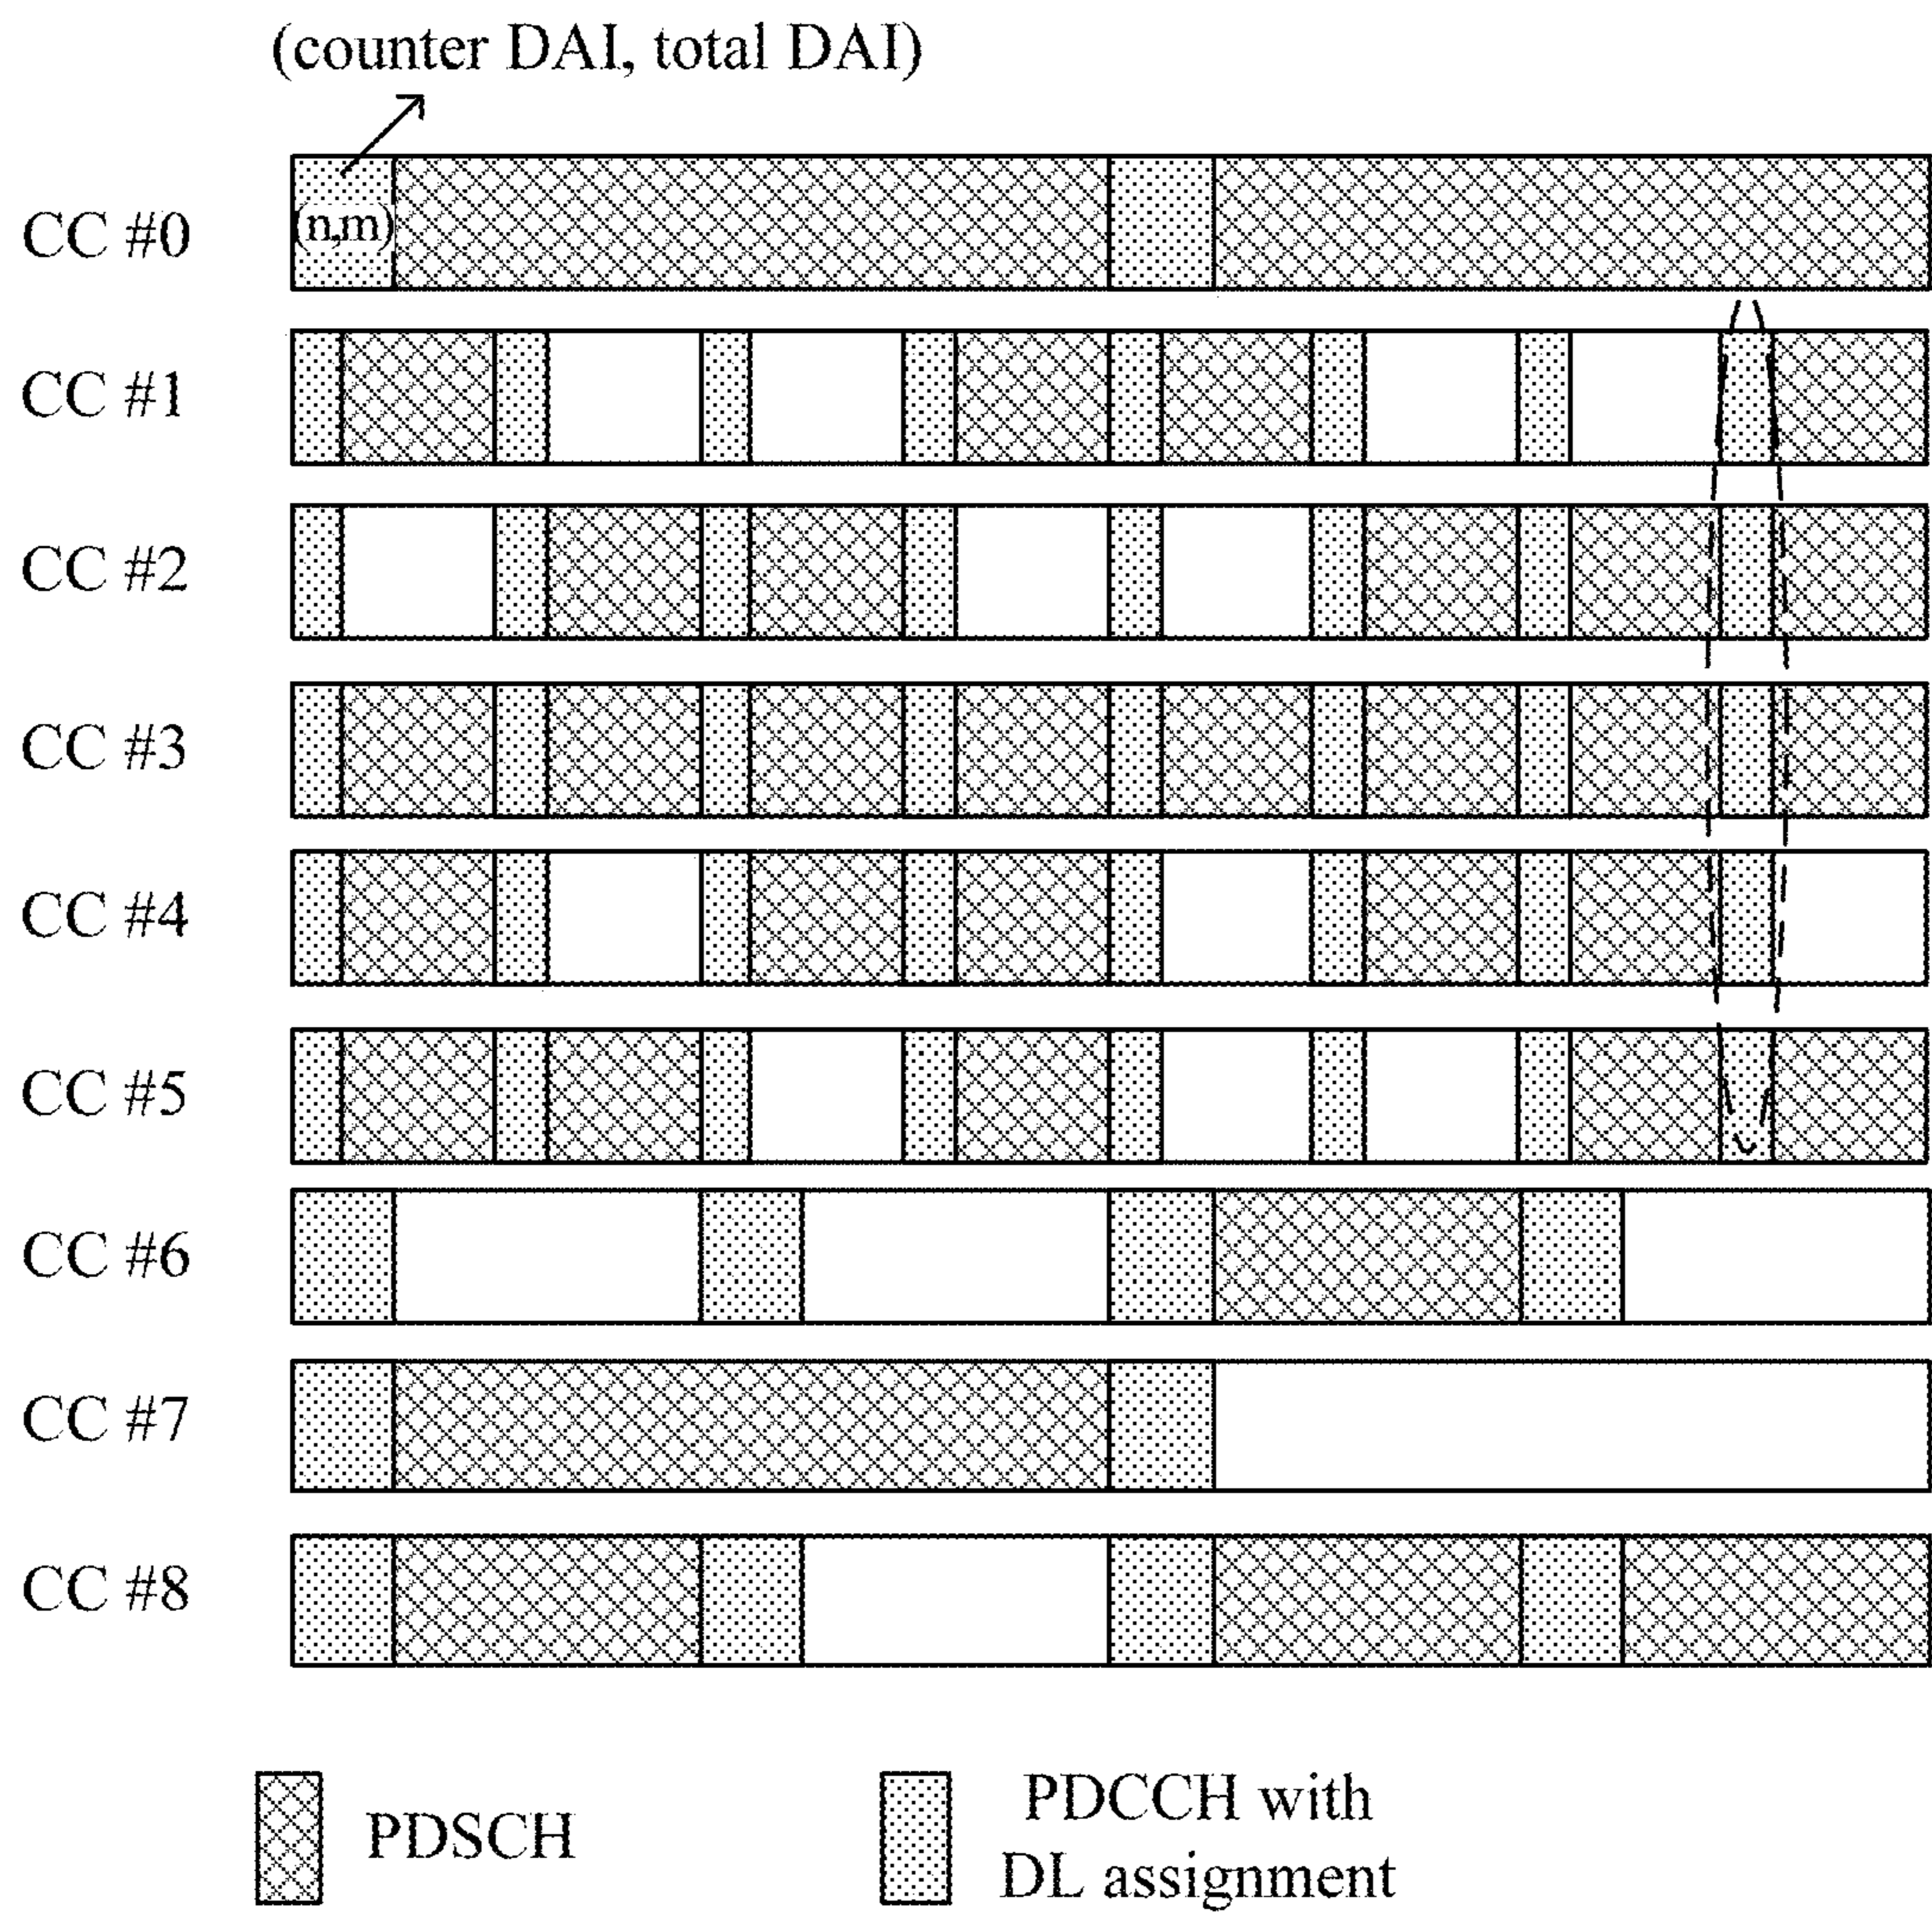 (counter DAI, total DAI)
CC #0
(n,m)
CC #1
CC #2
CC #3
CC #4
CC #5
CC #6
CC #7
CC #8
PDSCH
PDCCH with
DL assignment